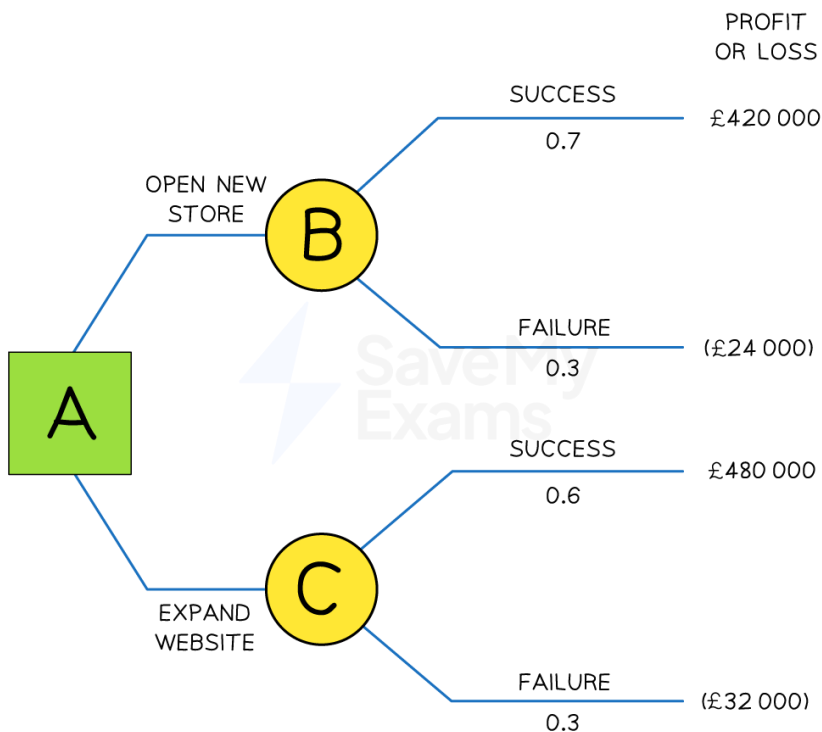 PROFIT
OR LOSS
SUCCESS
£420 000
0.7
OPEN NEW
STORE
B
FAILURE
(£24 000)
0.3
SaveMy
Exams
A
SUCCESS
£480 000
0.6
C
EXPAND
WEBSITE
FAILURE
(£32 000)
0.3